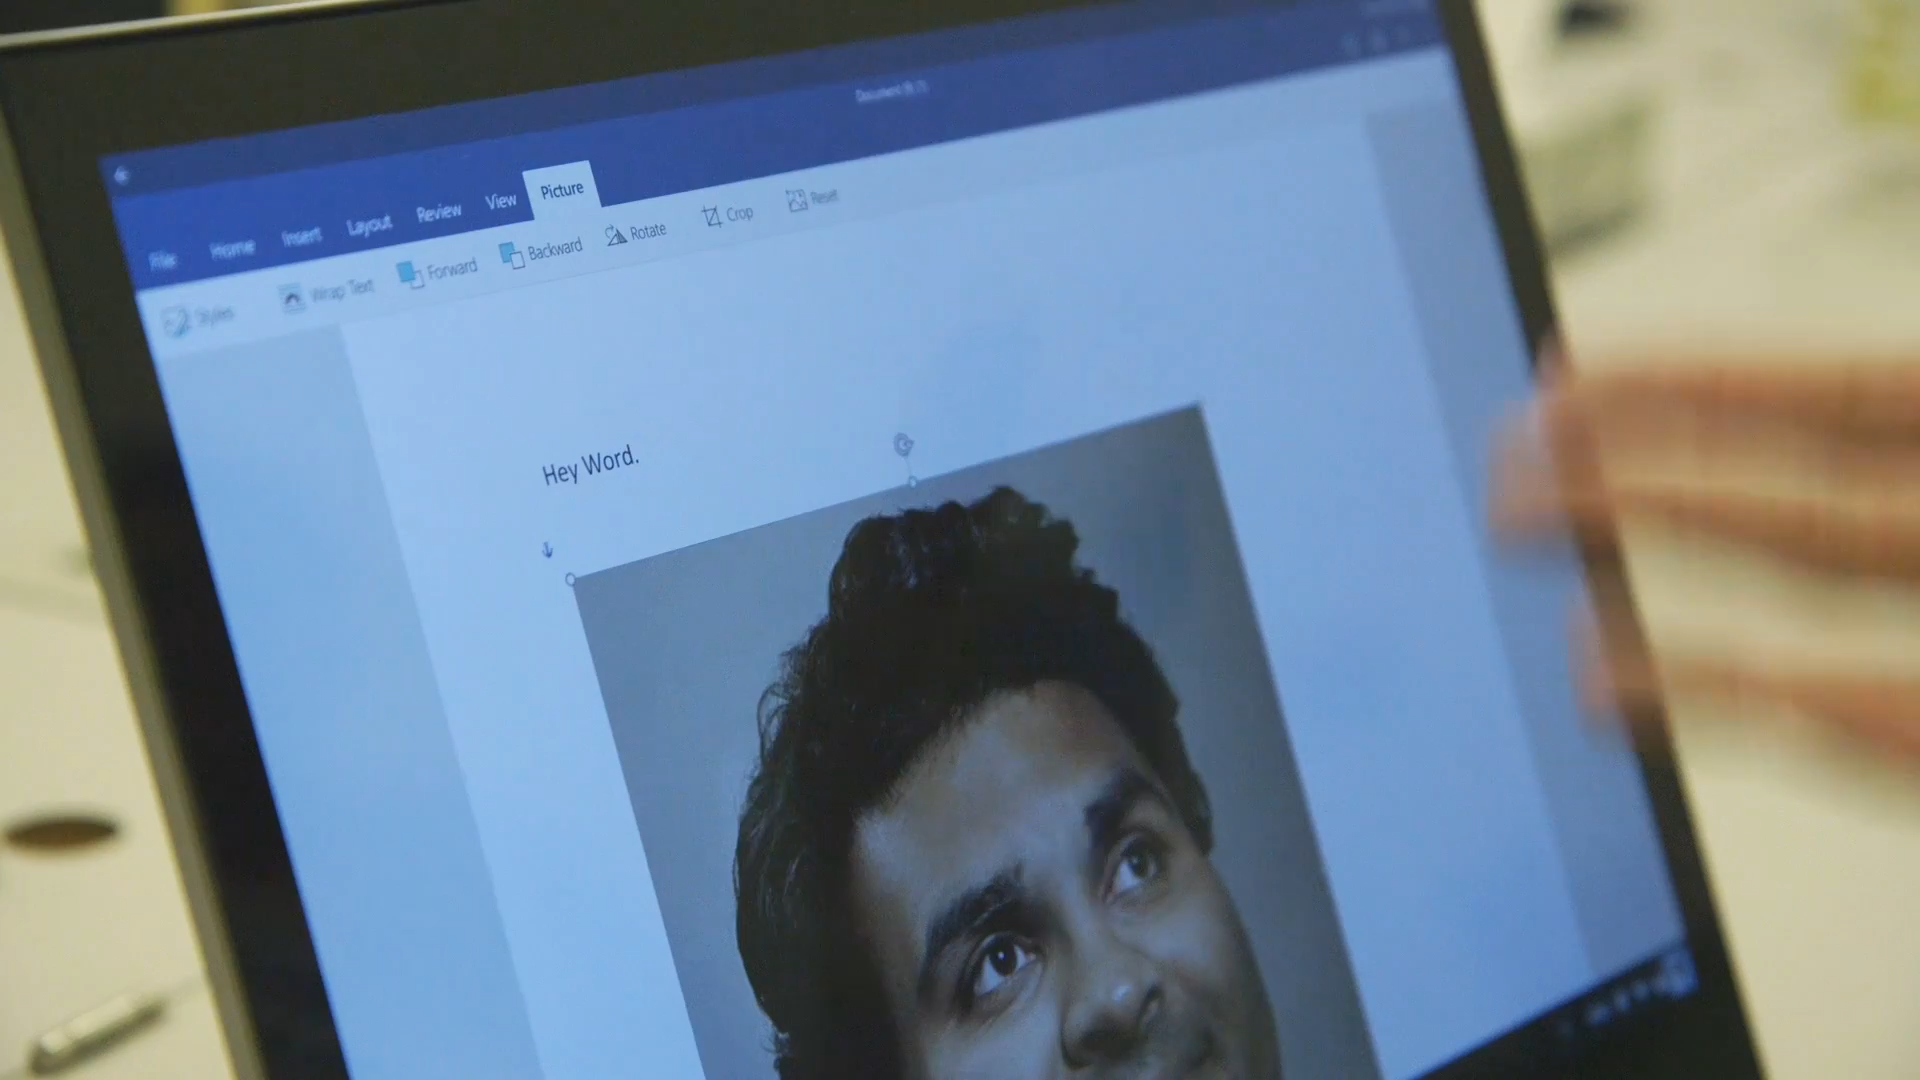 File Home Insert Layout Review View Picture
Styles Wrap Text Forward Backward Rotate Crop Reset
Hey Word.